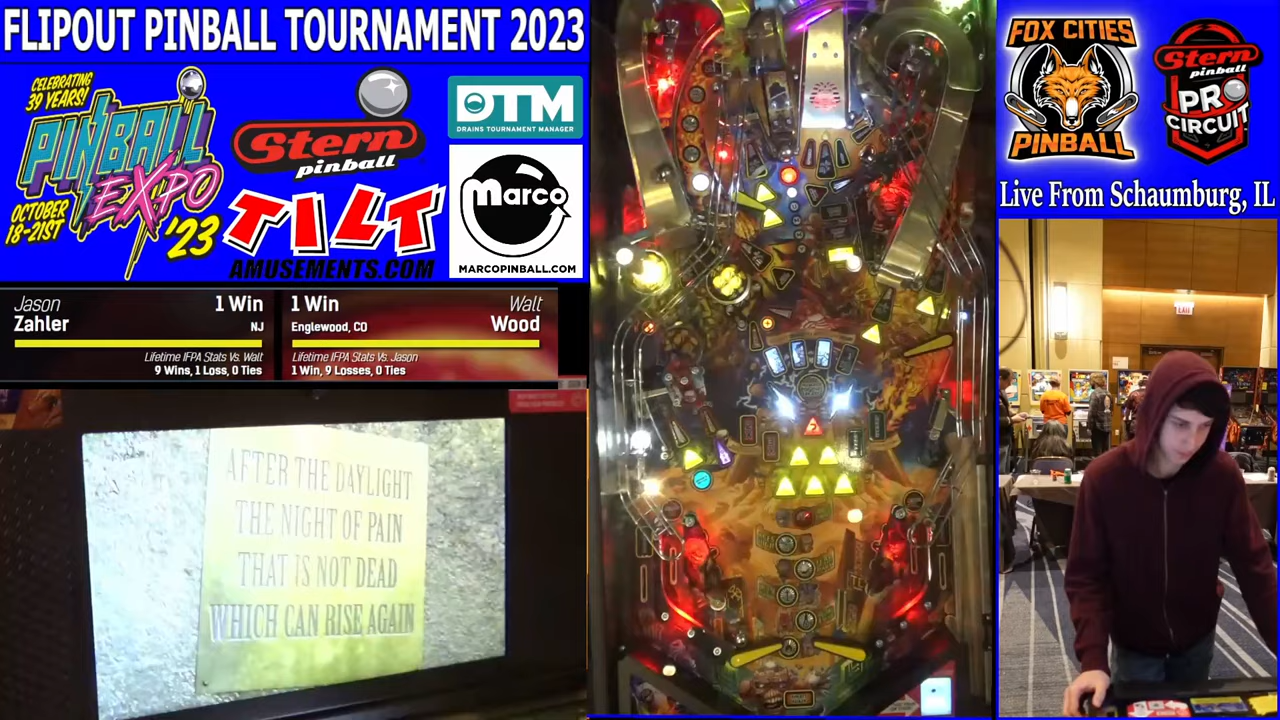 FLIPOUT PINBALL TOURNAMENT 2023
CELEBRATING
39 YEARS!
PINBALL
EXPO
OCTOBER
18-21ST
'23
Stern
pinball
TILT
AMUSEMENTS.COM
DTM
DRAINS TOURNAMENT MANAGER
Marco
MARCOPINBALL.COM
FOX CITIES
PINBALL
Stern
pinball
PRO
CIRCUIT
Live From Schaumburg, IL
Jason
Zahler
1 Win
NJ
Lifetime IFPA Stats Vs. Walt
9 Wins, 1 Loss, 0 Ties
1 Win
Englewood, CO
Walt
Wood
Lifetime IFPA Stats Vs. Jason
1 Win, 9 Losses, 0 Ties
AFTER THE DAYLIGHT
THE NIGHT OF PAIN
THAT IS NOT DEAD
WHICH CAN RISE AGAIN
EXIT